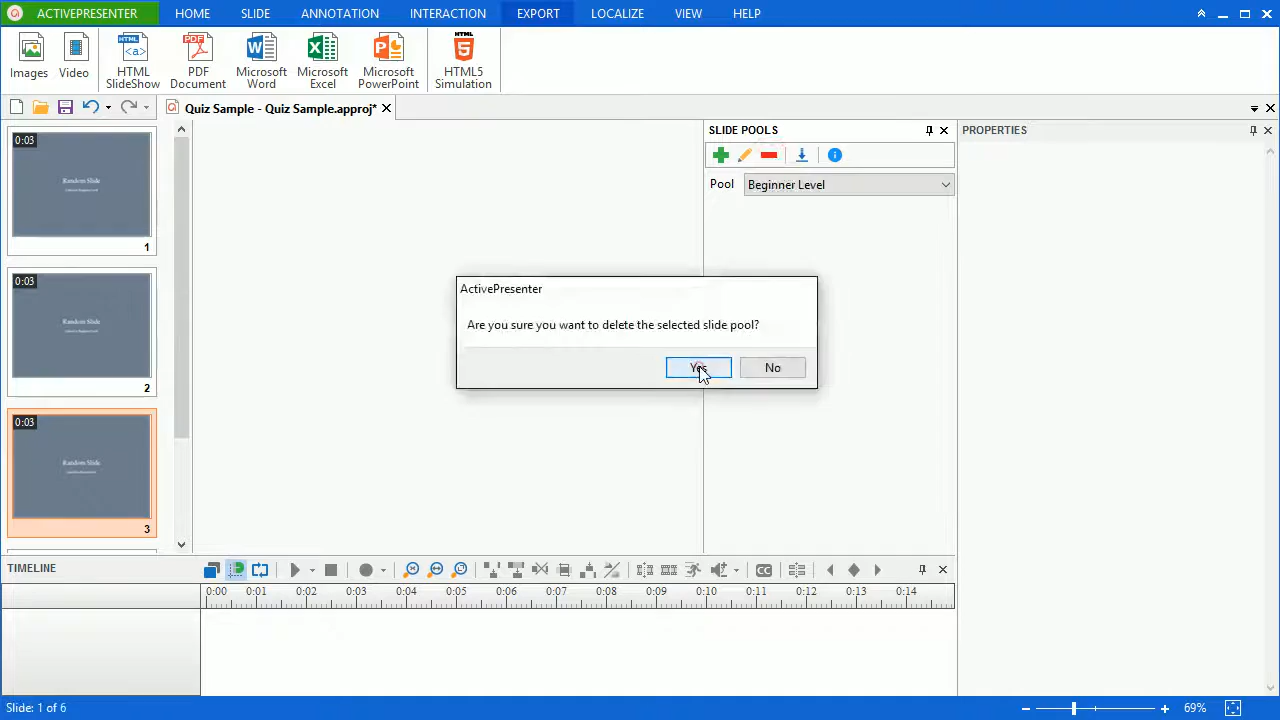 ACTIVEPRESENTER HOME SLIDE ANNOTATION INTERACTION EXPORT LOCALIZE VIEW HELP
Images Video HTML SlideShow PDF Document Microsoft Word Microsoft Excel Microsoft PowerPoint HTML5 Simulation
Quiz Sample - Quiz Sample.approj*
0:03
Random Slide
1
0:03
Random Slide
2
0:03
Random Slide
3
SLIDE POOLS
Pool Beginner Level
PROPERTIES
ActivePresenter
Are you sure you want to delete the selected slide pool?
Yes No
TIMELINE
CC
0:00 0:01 0:02 0:03 0:04 0:05 0:06 0:07 0:08 0:09 0:10 0:11 0:12 0:13 0:14
Slide: 1 of 6
69%